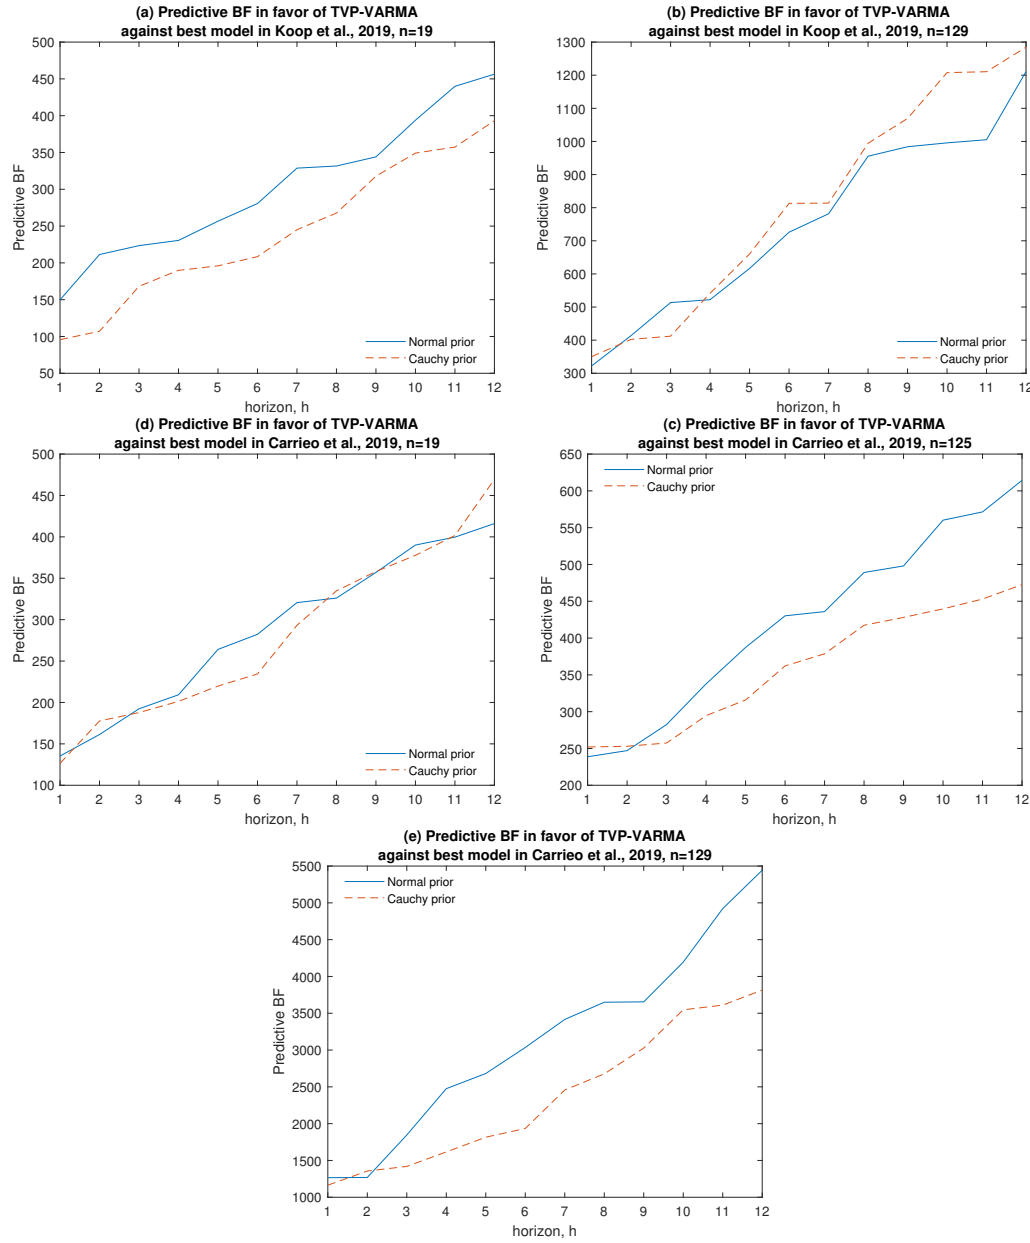 (a) Predictive BF in favor of TVP-VARMA
against best model in Koop et al., 2019, n=19
500
450
400
350
300
250
200
150
100
50
Predictive BF
Normal prior
Cauchy prior
1 2 3 4 5 6 7 8 9 10 11 12
horizon, h
(b) Predictive BF in favor of TVP-VARMA
against best model in Koop et al., 2019, n=129
1300
1200
1100
1000
900
800
700
600
500
400
300
Predictive BF
Normal prior
Cauchy prior
1 2 3 4 5 6 7 8 9 10 11 12
horizon, h
(d) Predictive BF in favor of TVP-VARMA
against best model in Carrieo et al., 2019, n=19
500
450
400
350
300
250
200
150
100
Predictive BF
Normal prior
Cauchy prior
1 2 3 4 5 6 7 8 9 10 11 12
horizon, h
(c) Predictive BF in favor of TVP-VARMA
against best model in Carrieo et al., 2019, n=125
650
600
550
500
450
400
350
300
250
200
Predictive BF
Normal prior
Cauchy prior
1 2 3 4 5 6 7 8 9 10 11 12
horizon, h
(e) Predictive BF in favor of TVP-VARMA
against best model in Carrieo et al., 2019, n=129
5500
5000
4500
4000
3500
3000
2500
2000
1500
1000
Predictive BF
Normal prior
Cauchy prior
1 2 3 4 5 6 7 8 9 10 11 12
horizon, h